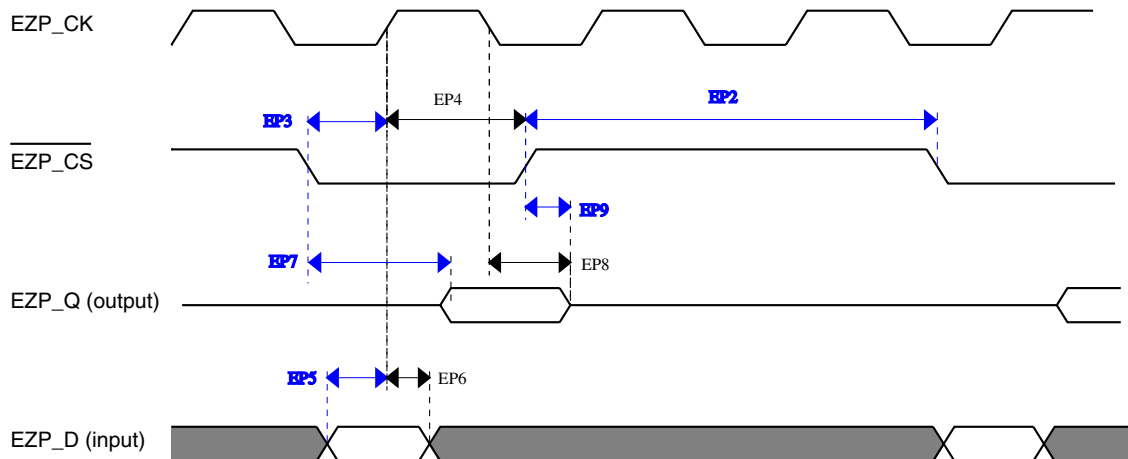 EZP_CK
EP4
EP2
EP3
EZP_CS
EP9
EP7
EP8
EZP_Q (output)
EP5
EP6
EZP_D (input)